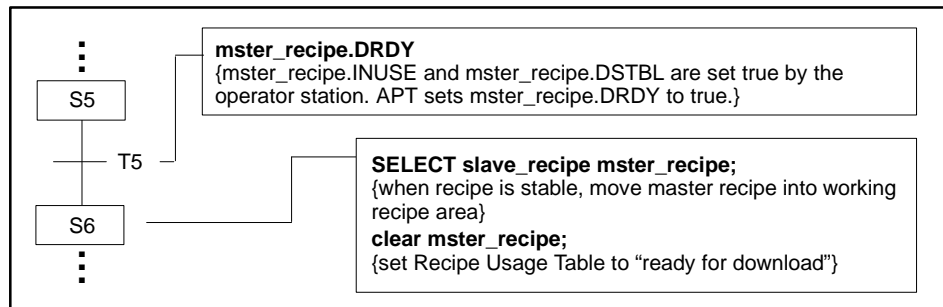 mster_recipe.DRDY
{mster_recipe.INUSE and mster_recipe.DSTBL are set true by the
operator station. APT sets mster_recipe.DRDY to true.}
S5
T5
SELECT slave_recipe mster_recipe;
{when recipe is stable, move master recipe into working
recipe area}
clear mster_recipe;
{set Recipe Usage Table to “ready for download”}
S6